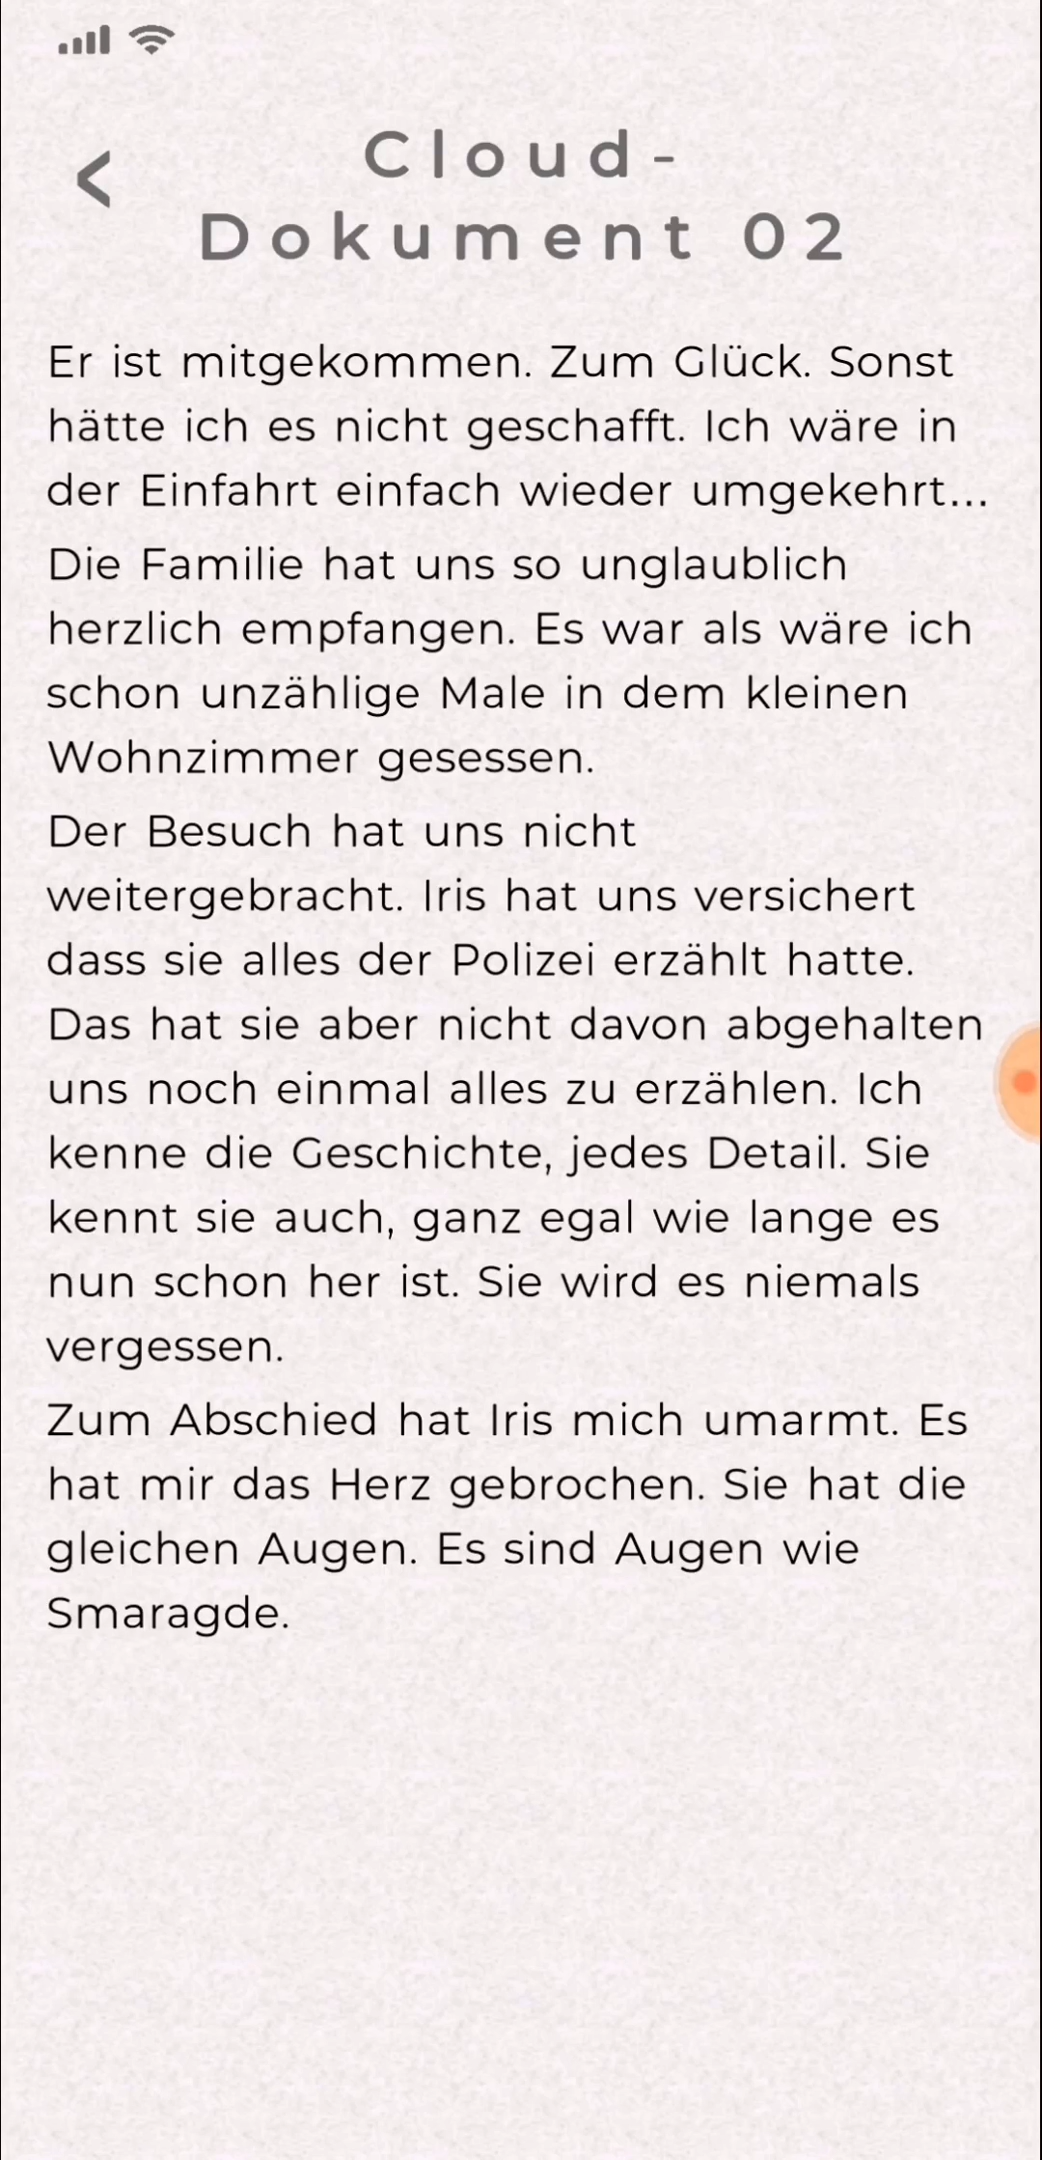 Cloud-
Dokument 02
Er ist mitgekommen. Zum Glück. Sonst
hätte ich es nicht geschafft. Ich wäre in
der Einfahrt einfach wieder umgekehrt...
Die Familie hat uns so unglaublich
herzlich empfangen. Es war als wäre ich
schon unzählige Male in dem kleinen
Wohnzimmer gesessen.
Der Besuch hat uns nicht
weitergebracht. Iris hat uns versichert
dass sie alles der Polizei erzählt hatte.
Das hat sie aber nicht davon abgehalten
uns noch einmal alles zu erzählen. Ich
kenne die Geschichte, jedes Detail. Sie
kennt sie auch, ganz egal wie lange es
nun schon her ist. Sie wird es niemals
vergessen.
Zum Abschied hat Iris mich umarmt. Es
hat mir das Herz gebrochen. Sie hat die
gleichen Augen. Es sind Augen wie
Smaragde.